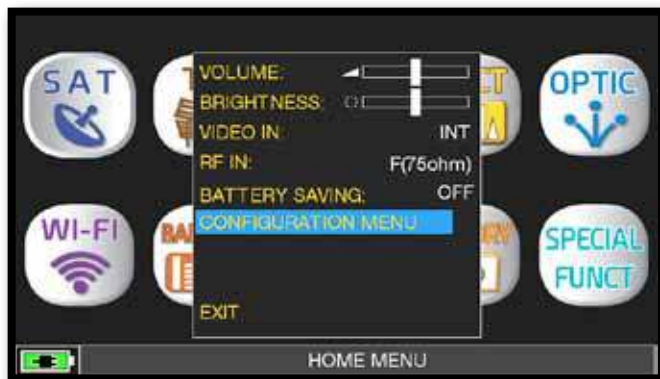 SAT
OPTIC
VOLUME:
BRIGHTNESS:
VIDEO IN: INT
RF IN: F(75ohm)
BATTERY SAVING: OFF
CONFIGURATION MENU
WI-FI
SPECIAL
FUNCT
EXIT
HOME MENU